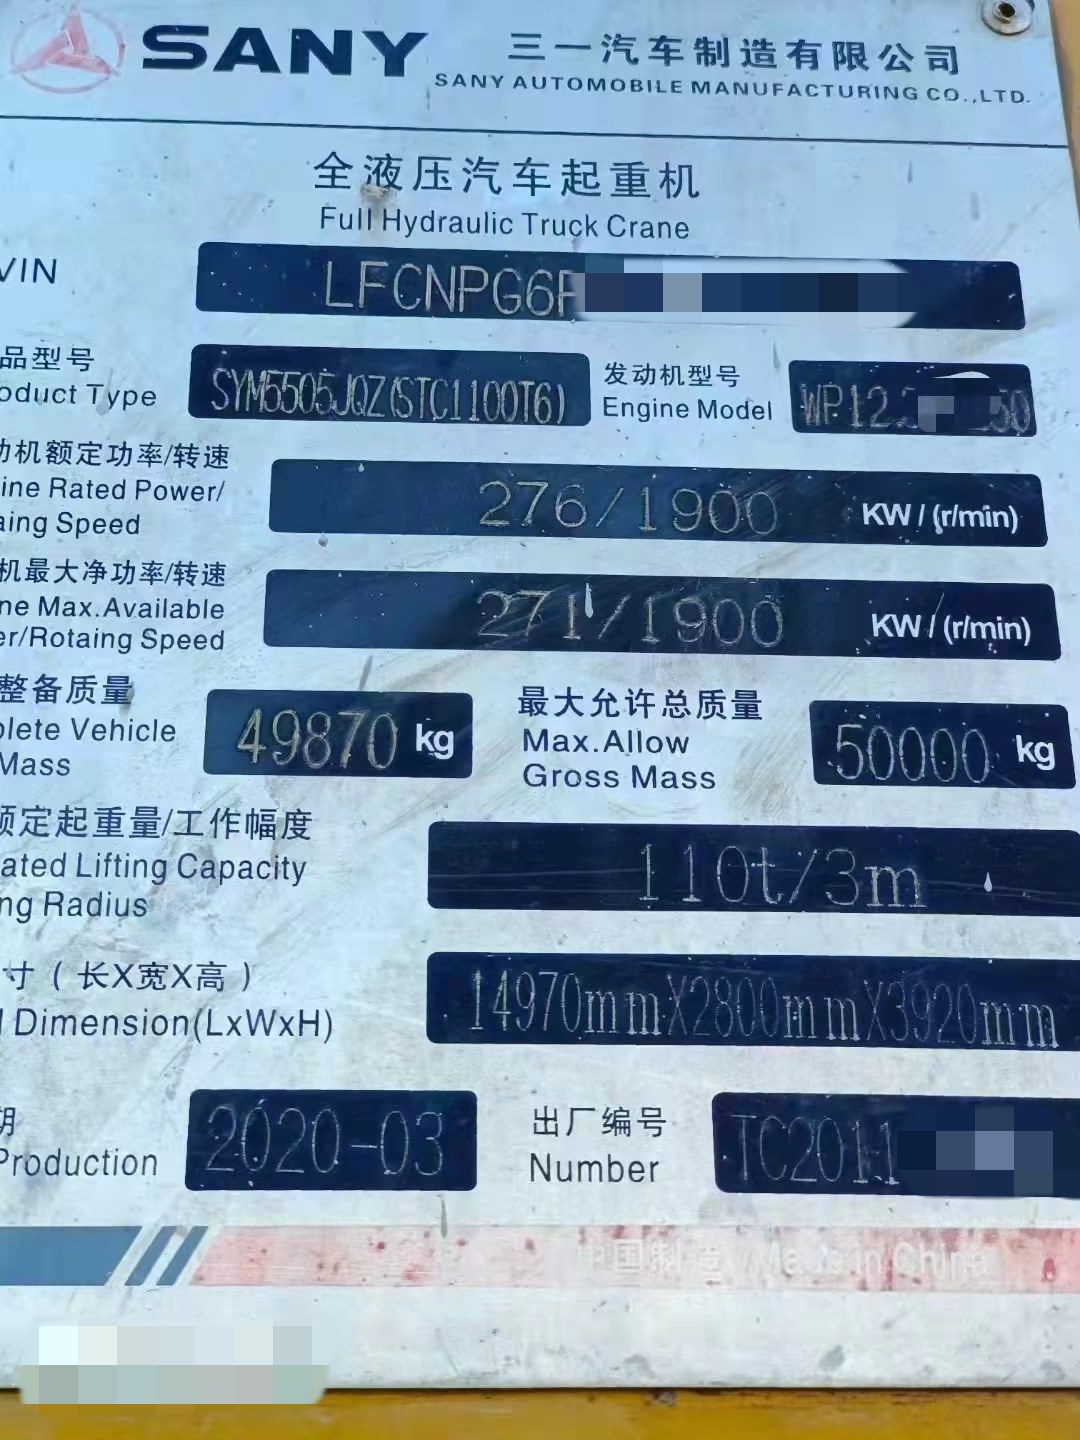 SANY 三一汽车制造有限公司
SANY AUTOMOBILE MANUFACTURING CO.,LTD.
全液压汽车起重机
Full Hydraulic Truck Crane
VIN LFCNPG6
品型号
oduct Type SYM5505JQZ(STC1100T6)
发动机型号
Engine Model WP12. 50
动机额定功率/转速
ine Rated Power/
aing Speed
276/1900 KW / (r/min)
机最大净功率/转速
ne Max.Available
er/Rotaing Speed
271/1900 KW / (r/min)
整备质量
plete Vehicle
Mass
49870 kg
最大允许总质量
Max.Allow
Gross Mass
50000 kg
额定起重量/工作幅度
ated Lifting Capacity
ng Radius
110t/3m
寸(长X宽X高)
l Dimension(LxWxH)
14970mmX2800mmX3920mm
期
Production
2020-03
出厂编号
Number
TC2011
中国制造 / Made in China